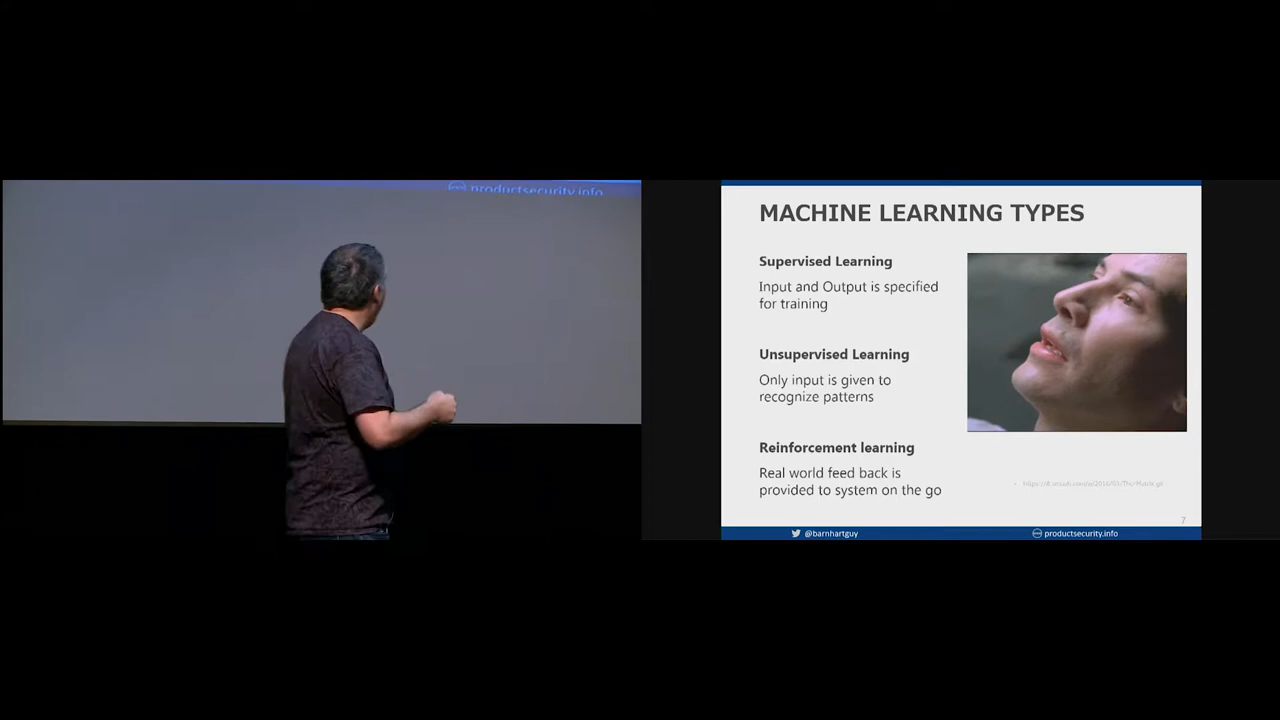 productsecurity.info
MACHINE LEARNING TYPES
Supervised Learning
Input and Output is specified
for training
Unsupervised Learning
Only input is given to
recognize patterns
Reinforcement learning
Real world feed back is
provided to system on the go
7
@barnhartguy
productsecurity.info